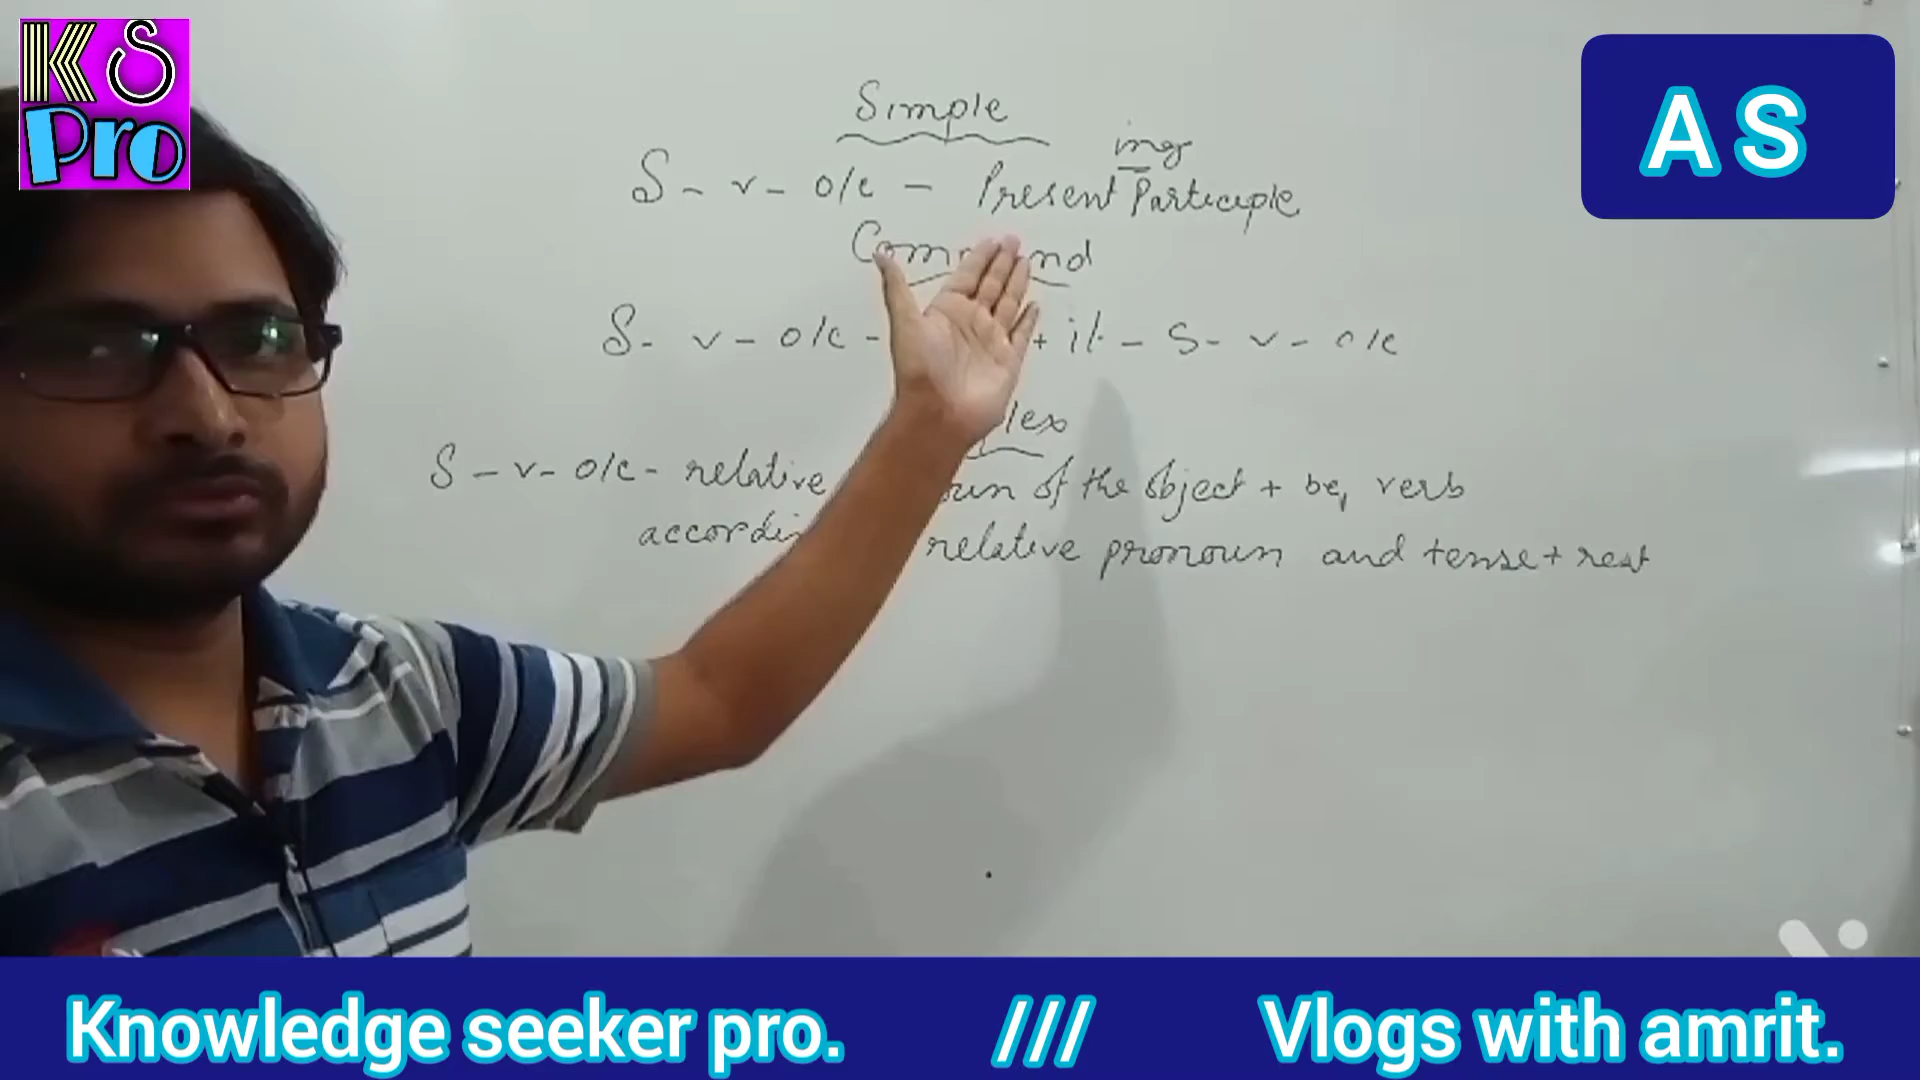 KS
Pro
AS
Simple
ing
S - v - o/c - Present Participle
S - v - o/c - + it - S - v - o/c
S - v - o/c - relative of the object + be, verb
relative pronoun and tense + rest
Knowledge seeker pro. /// Vlogs with amrit.